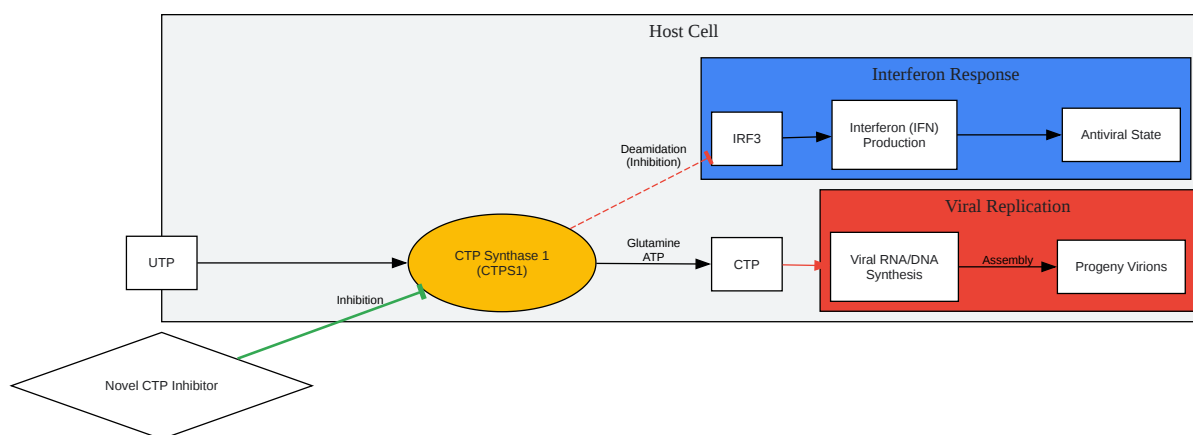 Host Cell
Interferon Response
IRF3
Interferon (IFN)
Production
Antiviral State
Deamidation
(Inhibition)
Viral Replication
UTP
CTP Synthase 1
(CTPS1)
Glutamine
ATP
CTP
Viral RNA/DNA
Synthesis
Assembly
Progeny Virions
Inhibition
Novel CTP Inhibitor